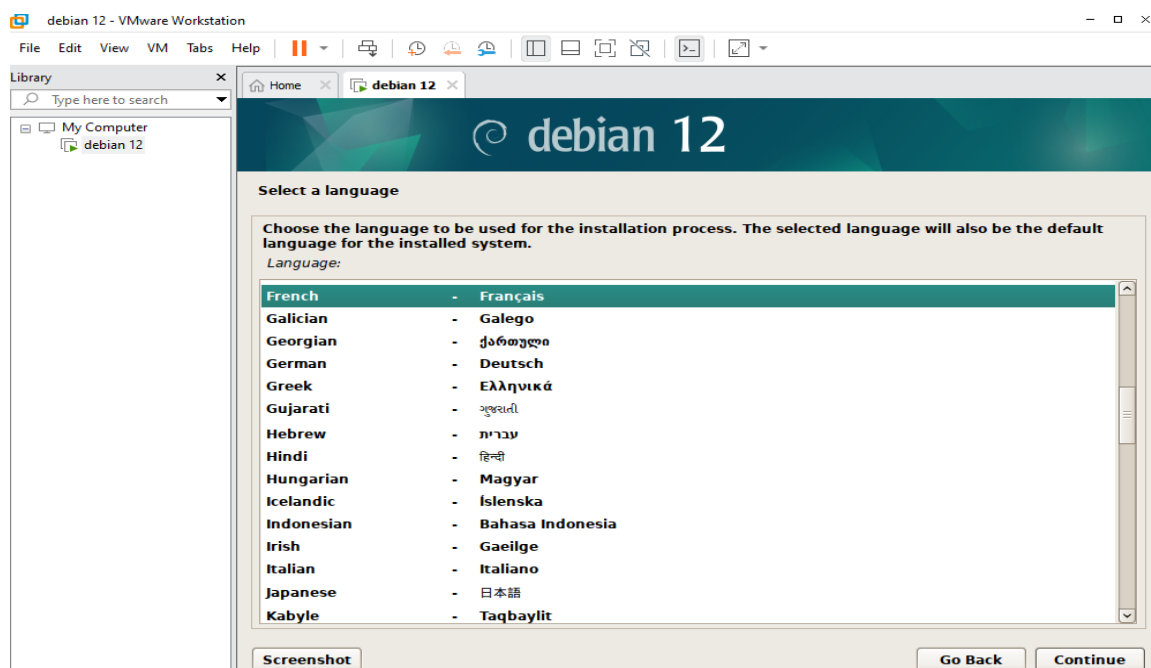 debian 12 - VMware Workstation
File Edit View VM Tabs Help
Library
Type here to search
My Computer
debian 12
Home
debian 12
debian 12
Select a language
Choose the language to be used for the installation process. The selected language will also be the default
language for the installed system.
Language:
French - Français
Galician - Galego
Georgian - ქართული
German - Deutsch
Greek - Ελληνικά
Gujarati - ગુજરાતી
Hebrew - עברית
Hindi - हिन्दी
Hungarian - Magyar
Icelandic - Íslenska
Indonesian - Bahasa Indonesia
Irish - Gaeilge
Italian - Italiano
Japanese - 日本語
Kabyle - Taqbaylit
Screenshot Go Back Continue